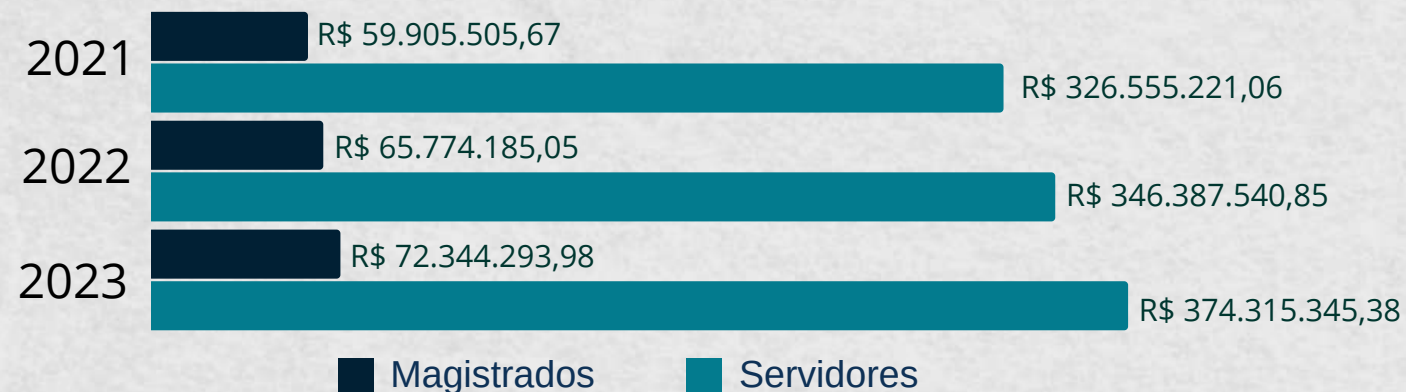 2021
R$ 59.905.505,67
R$ 326.555.221,06
2022
R$ 65.774.185,05
R$ 346.387.540,85
2023
R$ 72.344.293,98
R$ 374.315.345,38
Magistrados
Servidores